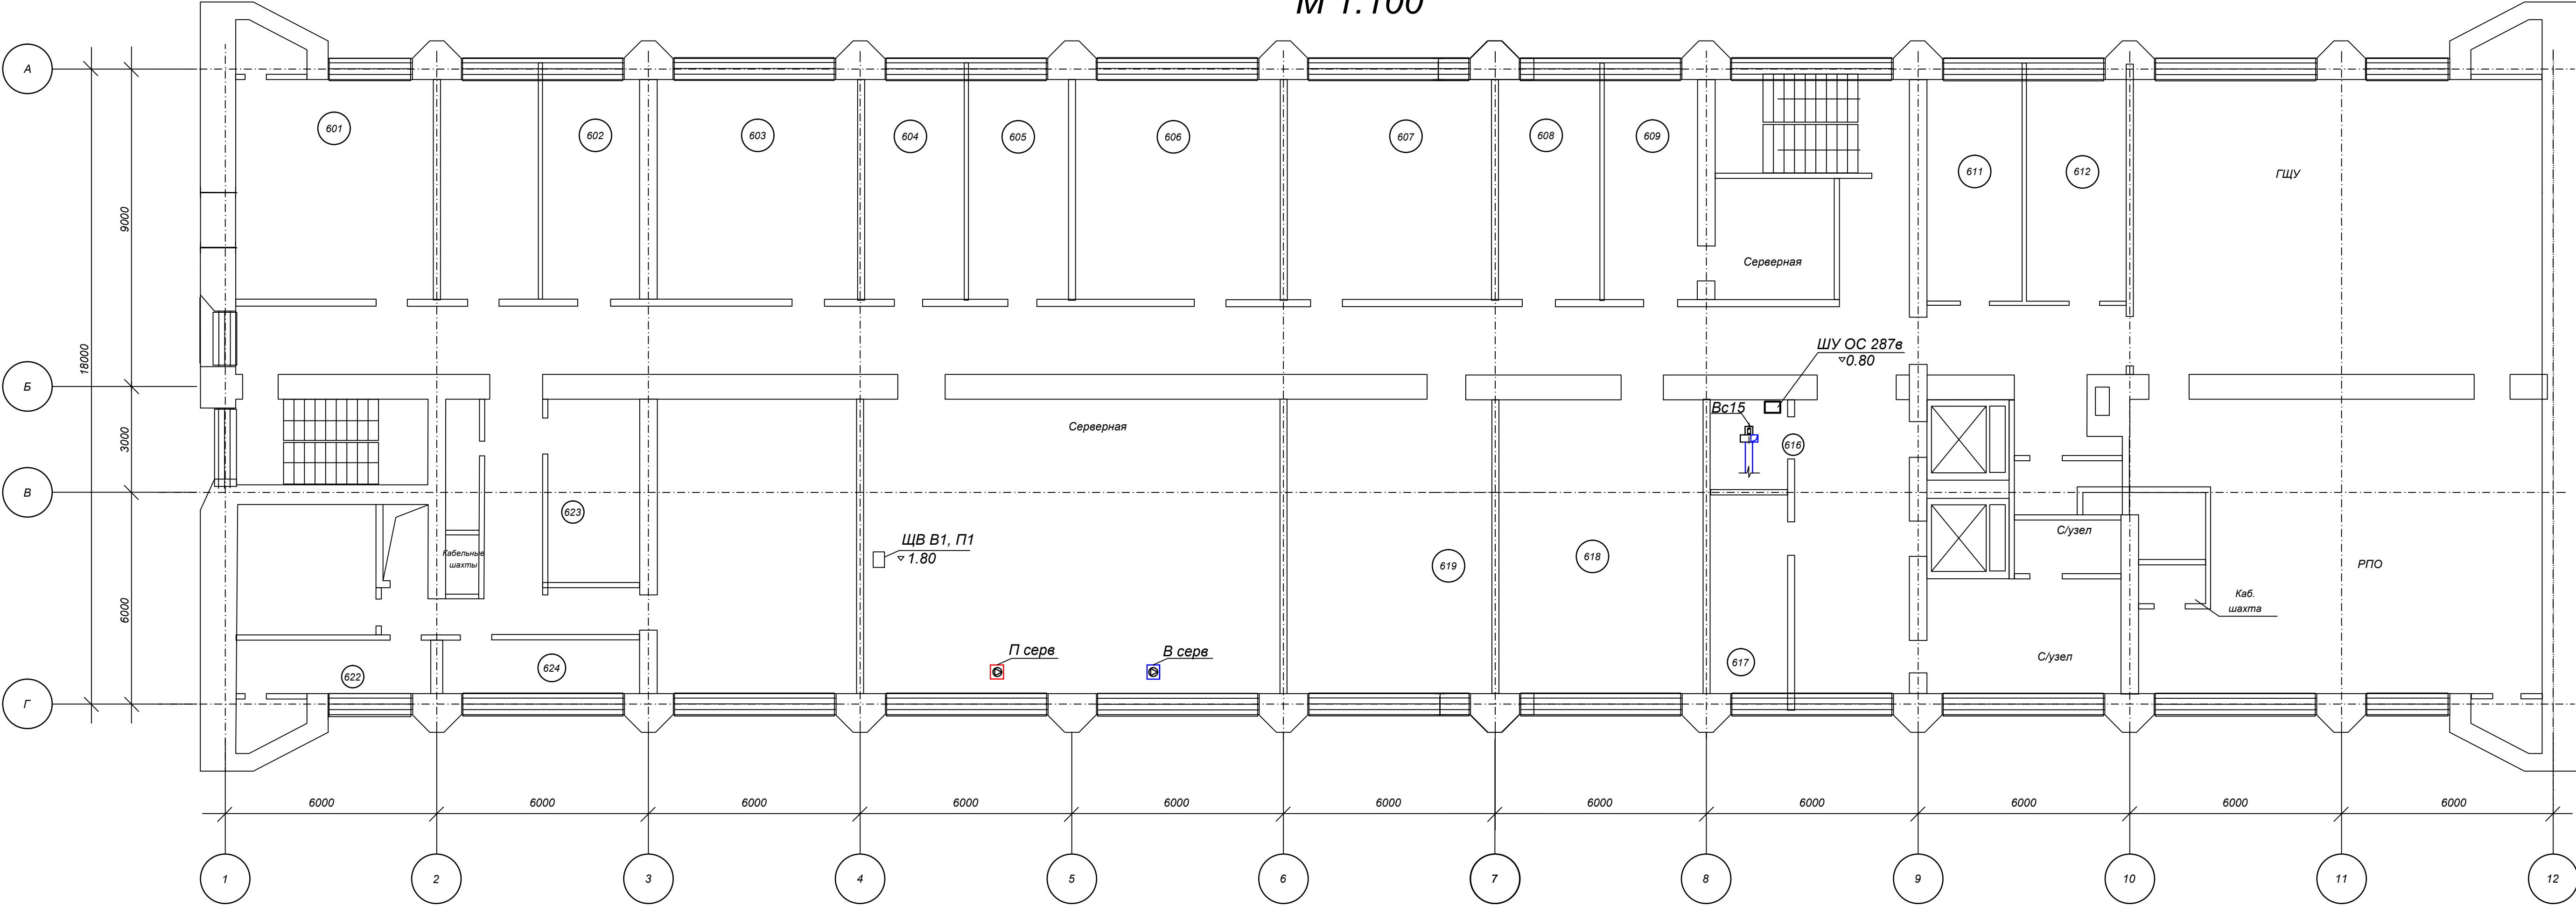 М 1:100
А
601
602
603
604
605
606
607
608
609
611
612
ГЩУ
9000
Серверная
18000
ШУ ОС 287в
0.80
Б
Вс15
Серверная
616
3000
В
623
С/узел
ЩВ В1, П1
1.80
Кабельные
шахты
619
618
РПО
Каб.
шахта
6000
П серв
В серв
С/узел
617
624
622
Г
6000 6000 6000 6000 6000 6000 6000 6000 6000 6000 6000
1 2 3 4 5 6 7 8 9 10 11 12